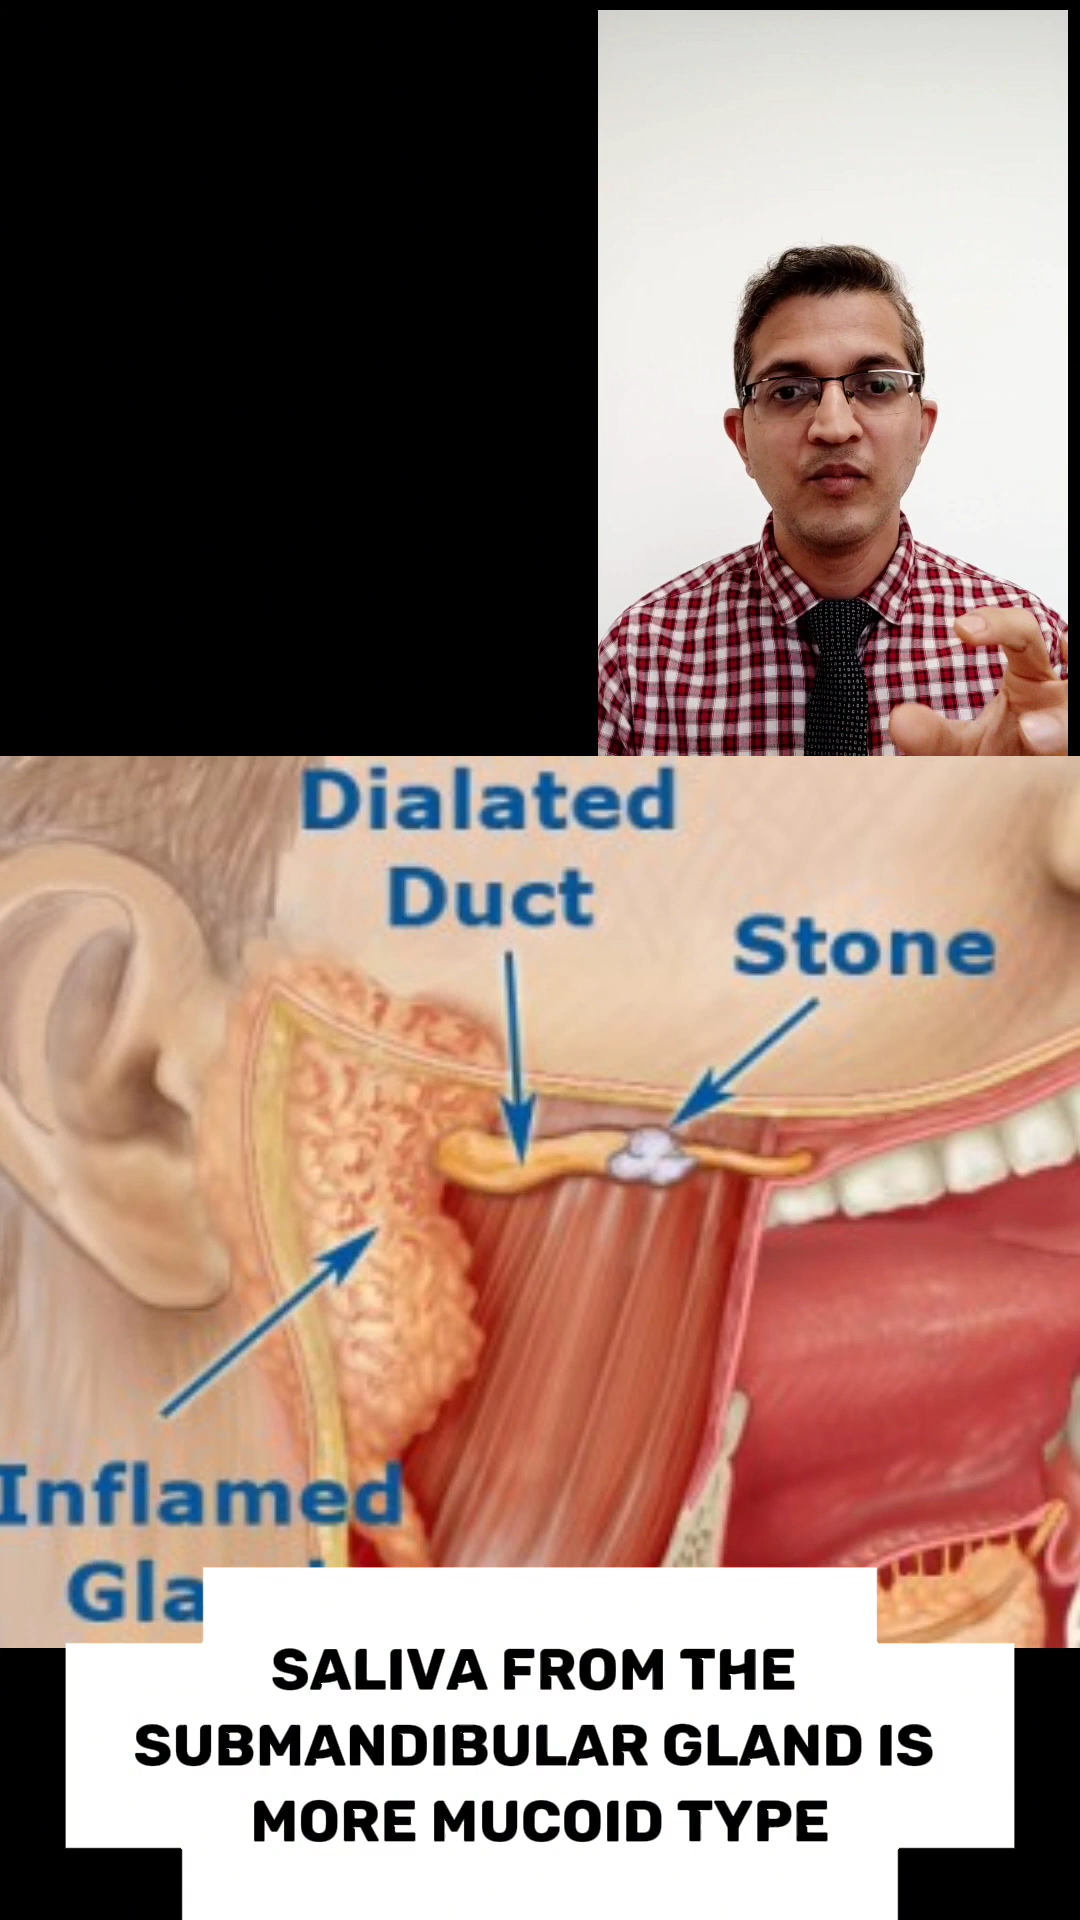 Dialated
Duct
Stone
Inflamed
SALIVA FROM THE
SUBMANDIBULAR GLAND IS
MORE MUCOID TYPE